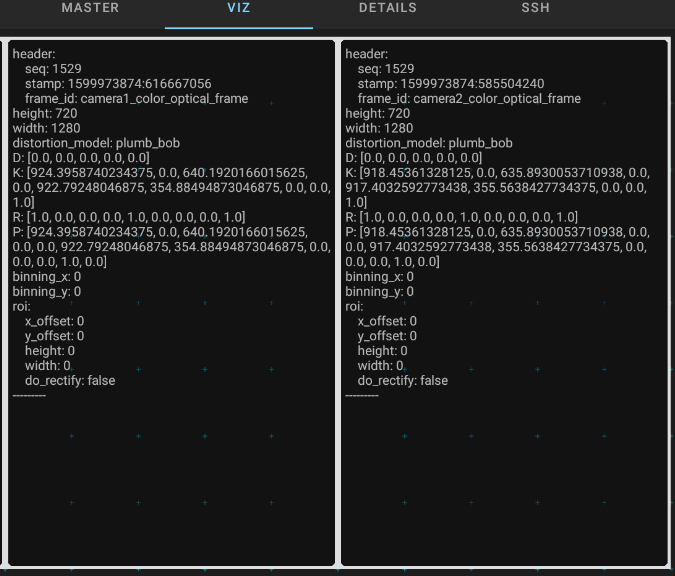 MASTER VIZ DETAILS SSH
header:
seq: 1529
stamp: 1599973874:616667056
frame_id: camera1_color_optical_frame
height: 720
width: 1280
distortion_model: plumb_bob
D: [0.0, 0.0, 0.0, 0.0, 0.0]
K: [924.3958740234375, 0.0, 640.1920166015625,
0.0, 922.79248046875, 354.88494873046875, 0.0, 0.0,
1.0]
R: [1.0, 0.0, 0.0, 0.0, 1.0, 0.0, 0.0, 0.0, 1.0]
P: [924.3958740234375, 0.0, 640.1920166015625,
0.0, 0.0, 922.79248046875, 354.88494873046875, 0.0,
0.0, 0.0, 1.0, 0.0]
binning_x: 0
binning_y: 0
roi:
x_offset: 0
y_offset: 0
height: 0
width: 0
do_rectify: false
---------
header:
seq: 1529
stamp: 1599973874:585504240
frame_id: camera2_color_optical_frame
height: 720
width: 1280
distortion_model: plumb_bob
D: [0.0, 0.0, 0.0, 0.0, 0.0]
K: [918.45361328125, 0.0, 635.8930053710938, 0.0,
917.4032592773438, 355.5638427734375, 0.0, 0.0,
1.0]
R: [1.0, 0.0, 0.0, 0.0, 1.0, 0.0, 0.0, 0.0, 1.0]
P: [918.45361328125, 0.0, 635.8930053710938, 0.0,
0.0, 917.4032592773438, 355.5638427734375, 0.0,
0.0, 0.0, 1.0, 0.0]
binning_x: 0
binning_y: 0
roi:
x_offset: 0
y_offset: 0
height: 0
width: 0
do_rectify: false
---------